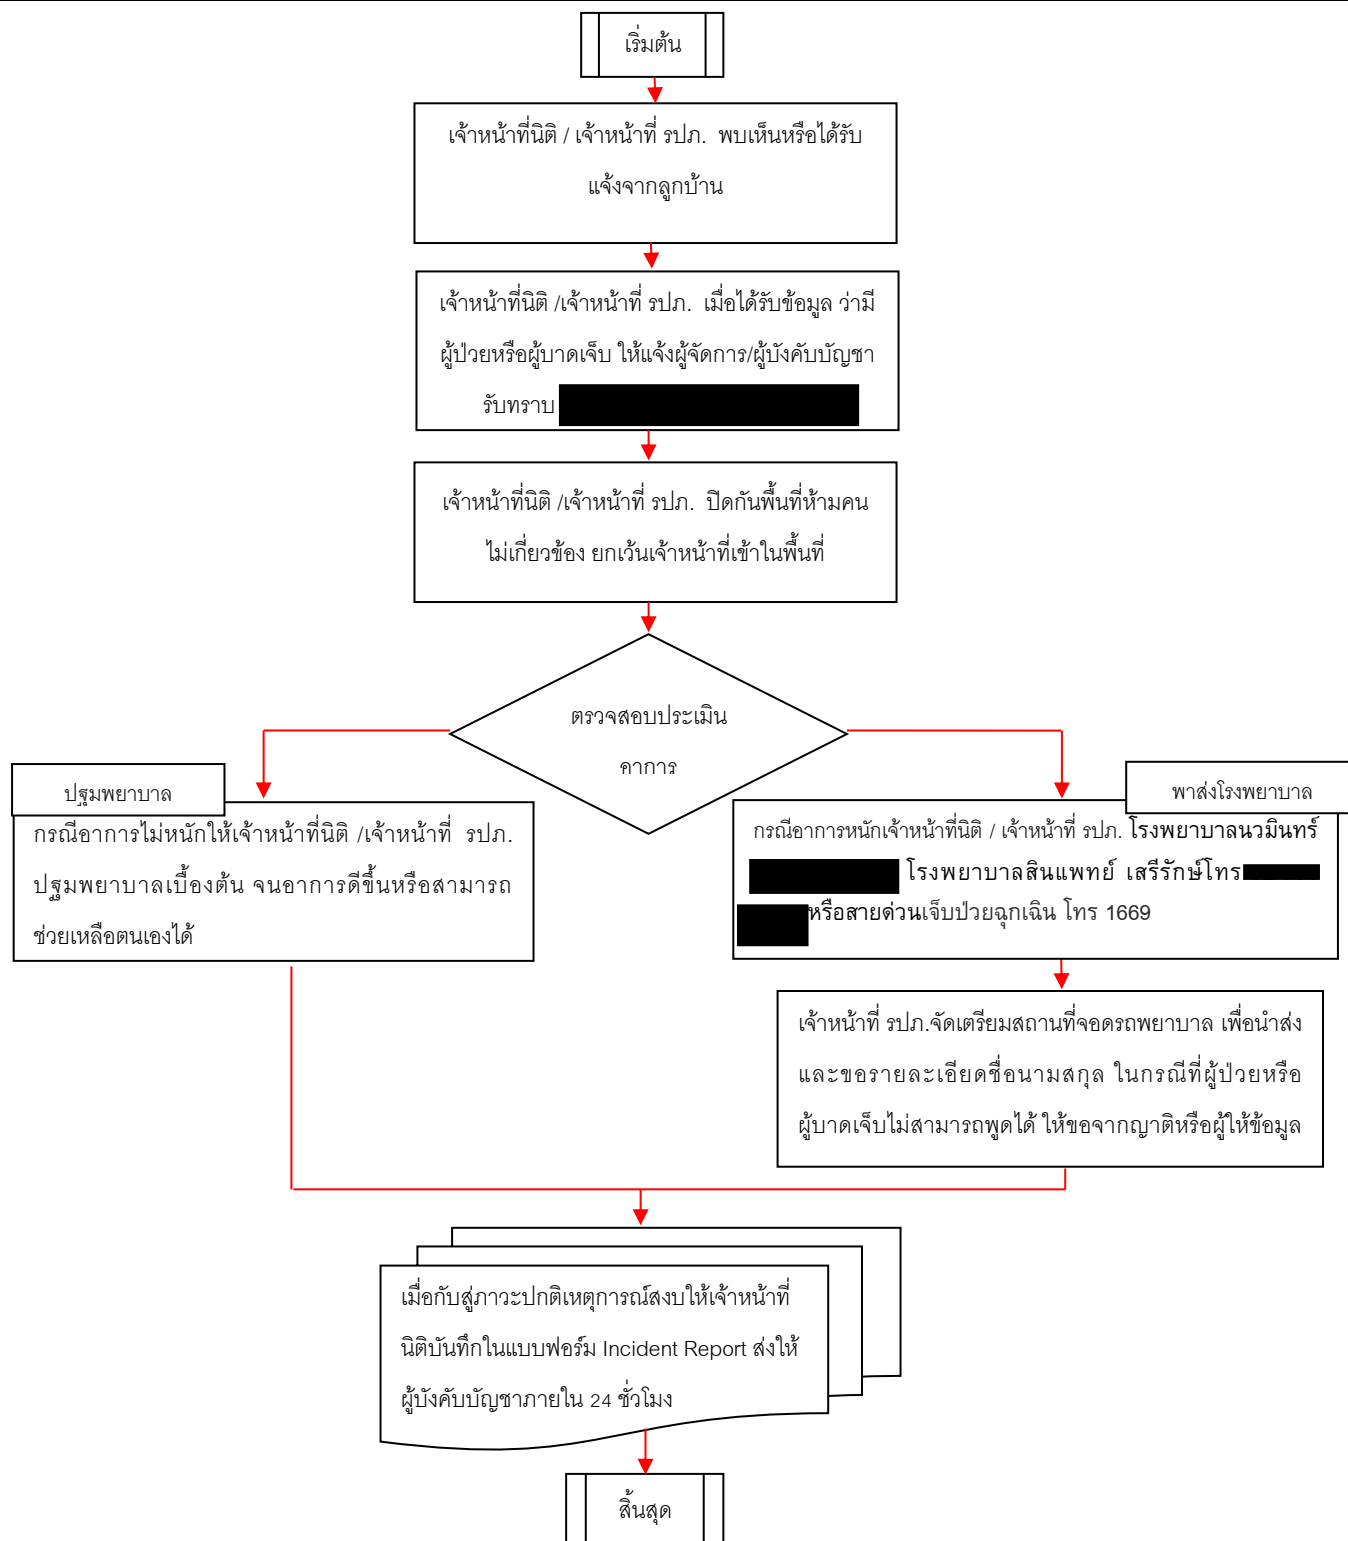 เริ่มต้น
เจ้าหน้าที่นิติ / เจ้าหน้าที่ รปภ. พบเห็นหรือได้รับ
แจ้งจากลูกบ้าน
เจ้าหน้าที่นิติ /เจ้าหน้าที่ รปภ. เมื่อได้รับข้อมูล ว่ามี
ผู้ป่วยหรือผู้บาดเจ็บ ให้แจ้งผู้จัดการ/ผู้บังคับบัญชา
รับทราบ
เจ้าหน้าที่นิติ /เจ้าหน้าที่ รปภ. ปิดกันพื้นที่ห้ามคน
ไม่เกี่ยวข้อง ยกเว้นเจ้าหน้าที่เข้าในพื้นที่
ตรวจสอบประเมิน
คาการ
ปฐมพยาบาล
กรณีอาการไม่หนักให้เจ้าหน้าที่นิติ /เจ้าหน้าที่ รปภ.
ปฐมพยาบาลเบื้องต้น จนอาการดีขึ้นหรือสามารถ
ช่วยเหลือตนเองได้
พาส่งโรงพยาบาล
กรณีอาการหนักเจ้าหน้าที่นิติ / เจ้าหน้าที่ รปภ. โรงพยาบาลนวมินทร์
โรงพยาบาลสินแพทย์ เสรีรักษ์โทร
หรือสายด่วนเจ็บป่วยฉุกเฉิน โทร 1669
เจ้าหน้าที่ รปภ.จัดเตรียมสถานที่จอดรถพยาบาล เพื่อนำส่ง
และขอรายละเอียดชื่อนามสกุล ในกรณีที่ผู้ป่วยหรือ
ผู้บาดเจ็บไม่สามารถพูดได้ ให้ขอจากญาติหรือผู้ให้ข้อมูล
เมื่อกับสู่ภาวะปกติเหตุการณ์สงบให้เจ้าหน้าที่
นิติบันทึกในแบบฟอร์ม Incident Report ส่งให้
ผู้บังคับบัญชาภายใน 24 ชั่วโมง
สิ้นสุด